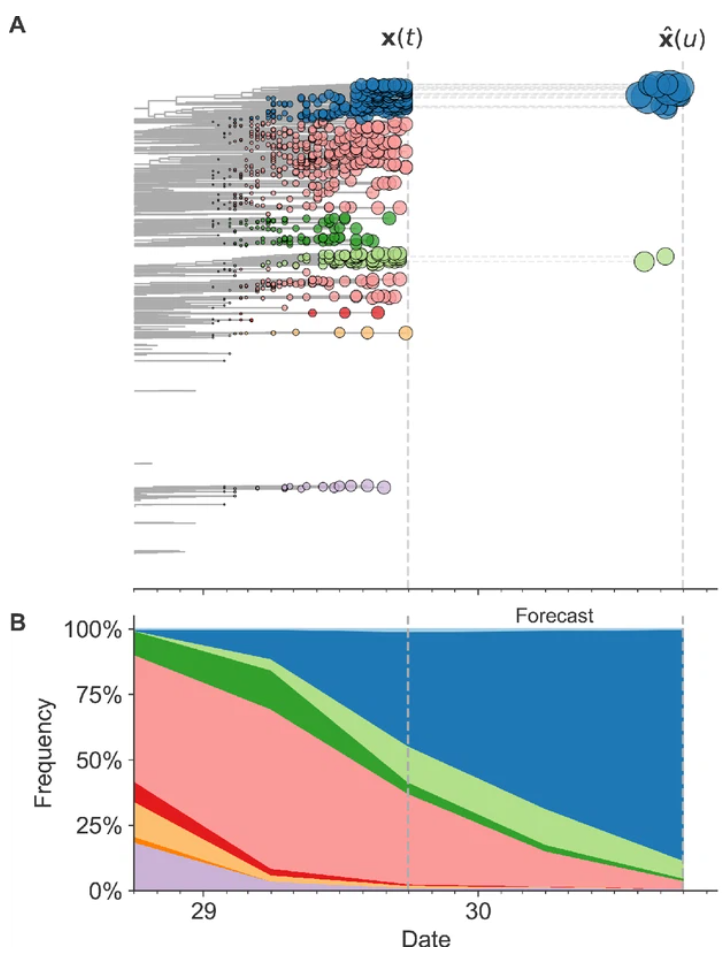 A
x(t)
x̂(u)
B
Forecast
100%
75%
50%
25%
0%
Frequency
29
30
Date